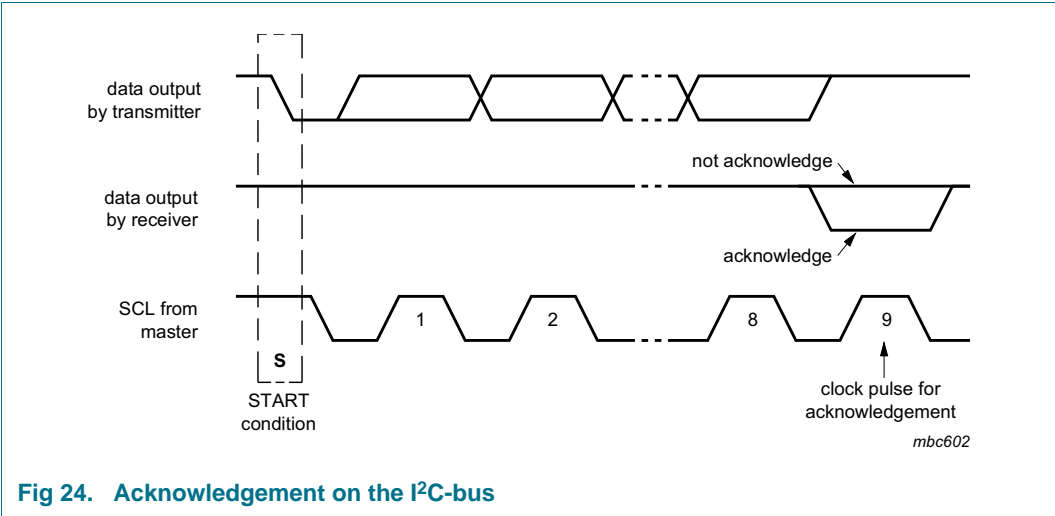 data output
by transmitter
not acknowledge
data output
by receiver
acknowledge
SCL from
master
1
2
8
9
S
START
condition
clock pulse for
acknowledgement
mbc602
Fig 24. Acknowledgement on the I²C-bus